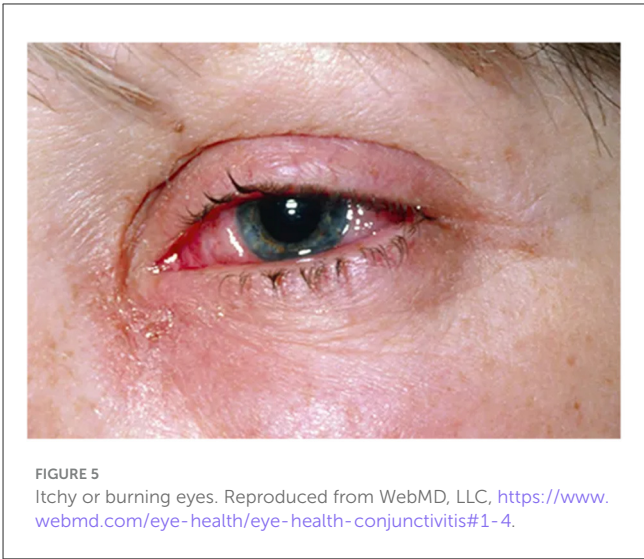 FIGURE 5
Itchy or burning eyes. Reproduced from WebMD, LLC, https://www.
webmd.com/eye-health/eye-health-conjunctivitis#1-4.